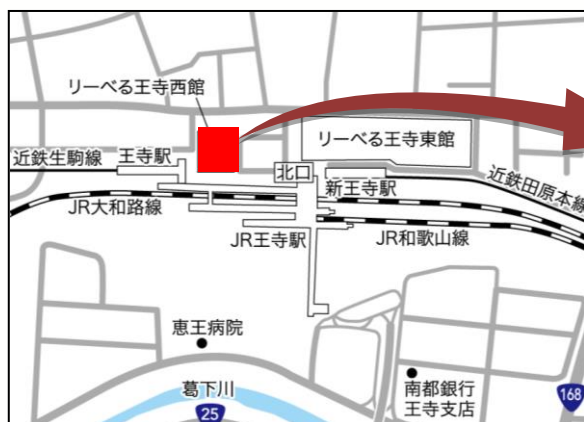 リーべる王寺西館
リーべる王寺東館
近鉄生駒線
王寺駅
北口
新王寺駅
近鉄田原本線
JR大和路線
JR王寺駅
JR和歌山線
恵王病院
葛下川
25
南都銀行
王寺支店
168